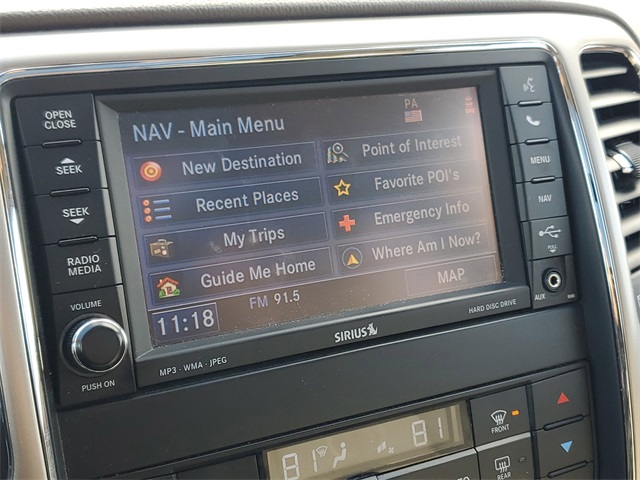 OPEN
CLOSE
SEEK
SEEK
RADIO
MEDIA
VOLUME
PUSH ON
NAV - Main Menu
PA
New Destination
Point of Interest
Recent Places
Favorite POI's
My Trips
Emergency Info
Guide Me Home
Where Am I Now?
11:18
FM 91.5
MAP
MP3 - WMA - JPEG
SIRIUS
HARD DISC DRIVE
MENU
NAV
PULL
AUX
81
81
FRONT
REAR